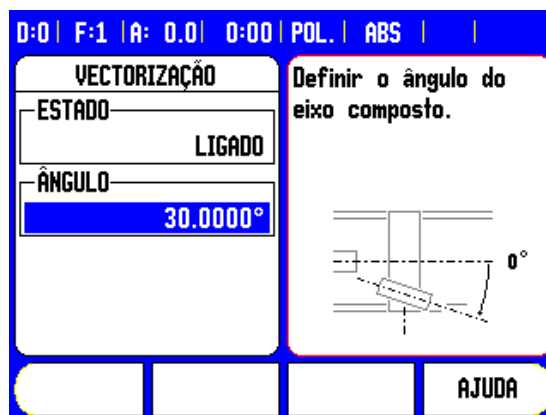 D:0 | F:1 | A: 0.0 | 0:00 | POL. | ABS | |
VECTORIZAÇÃO
ESTADO
LIGADO
ÂNGULO
30.0000°
Definir o ângulo do
eixo composto.
0°
AJUDA